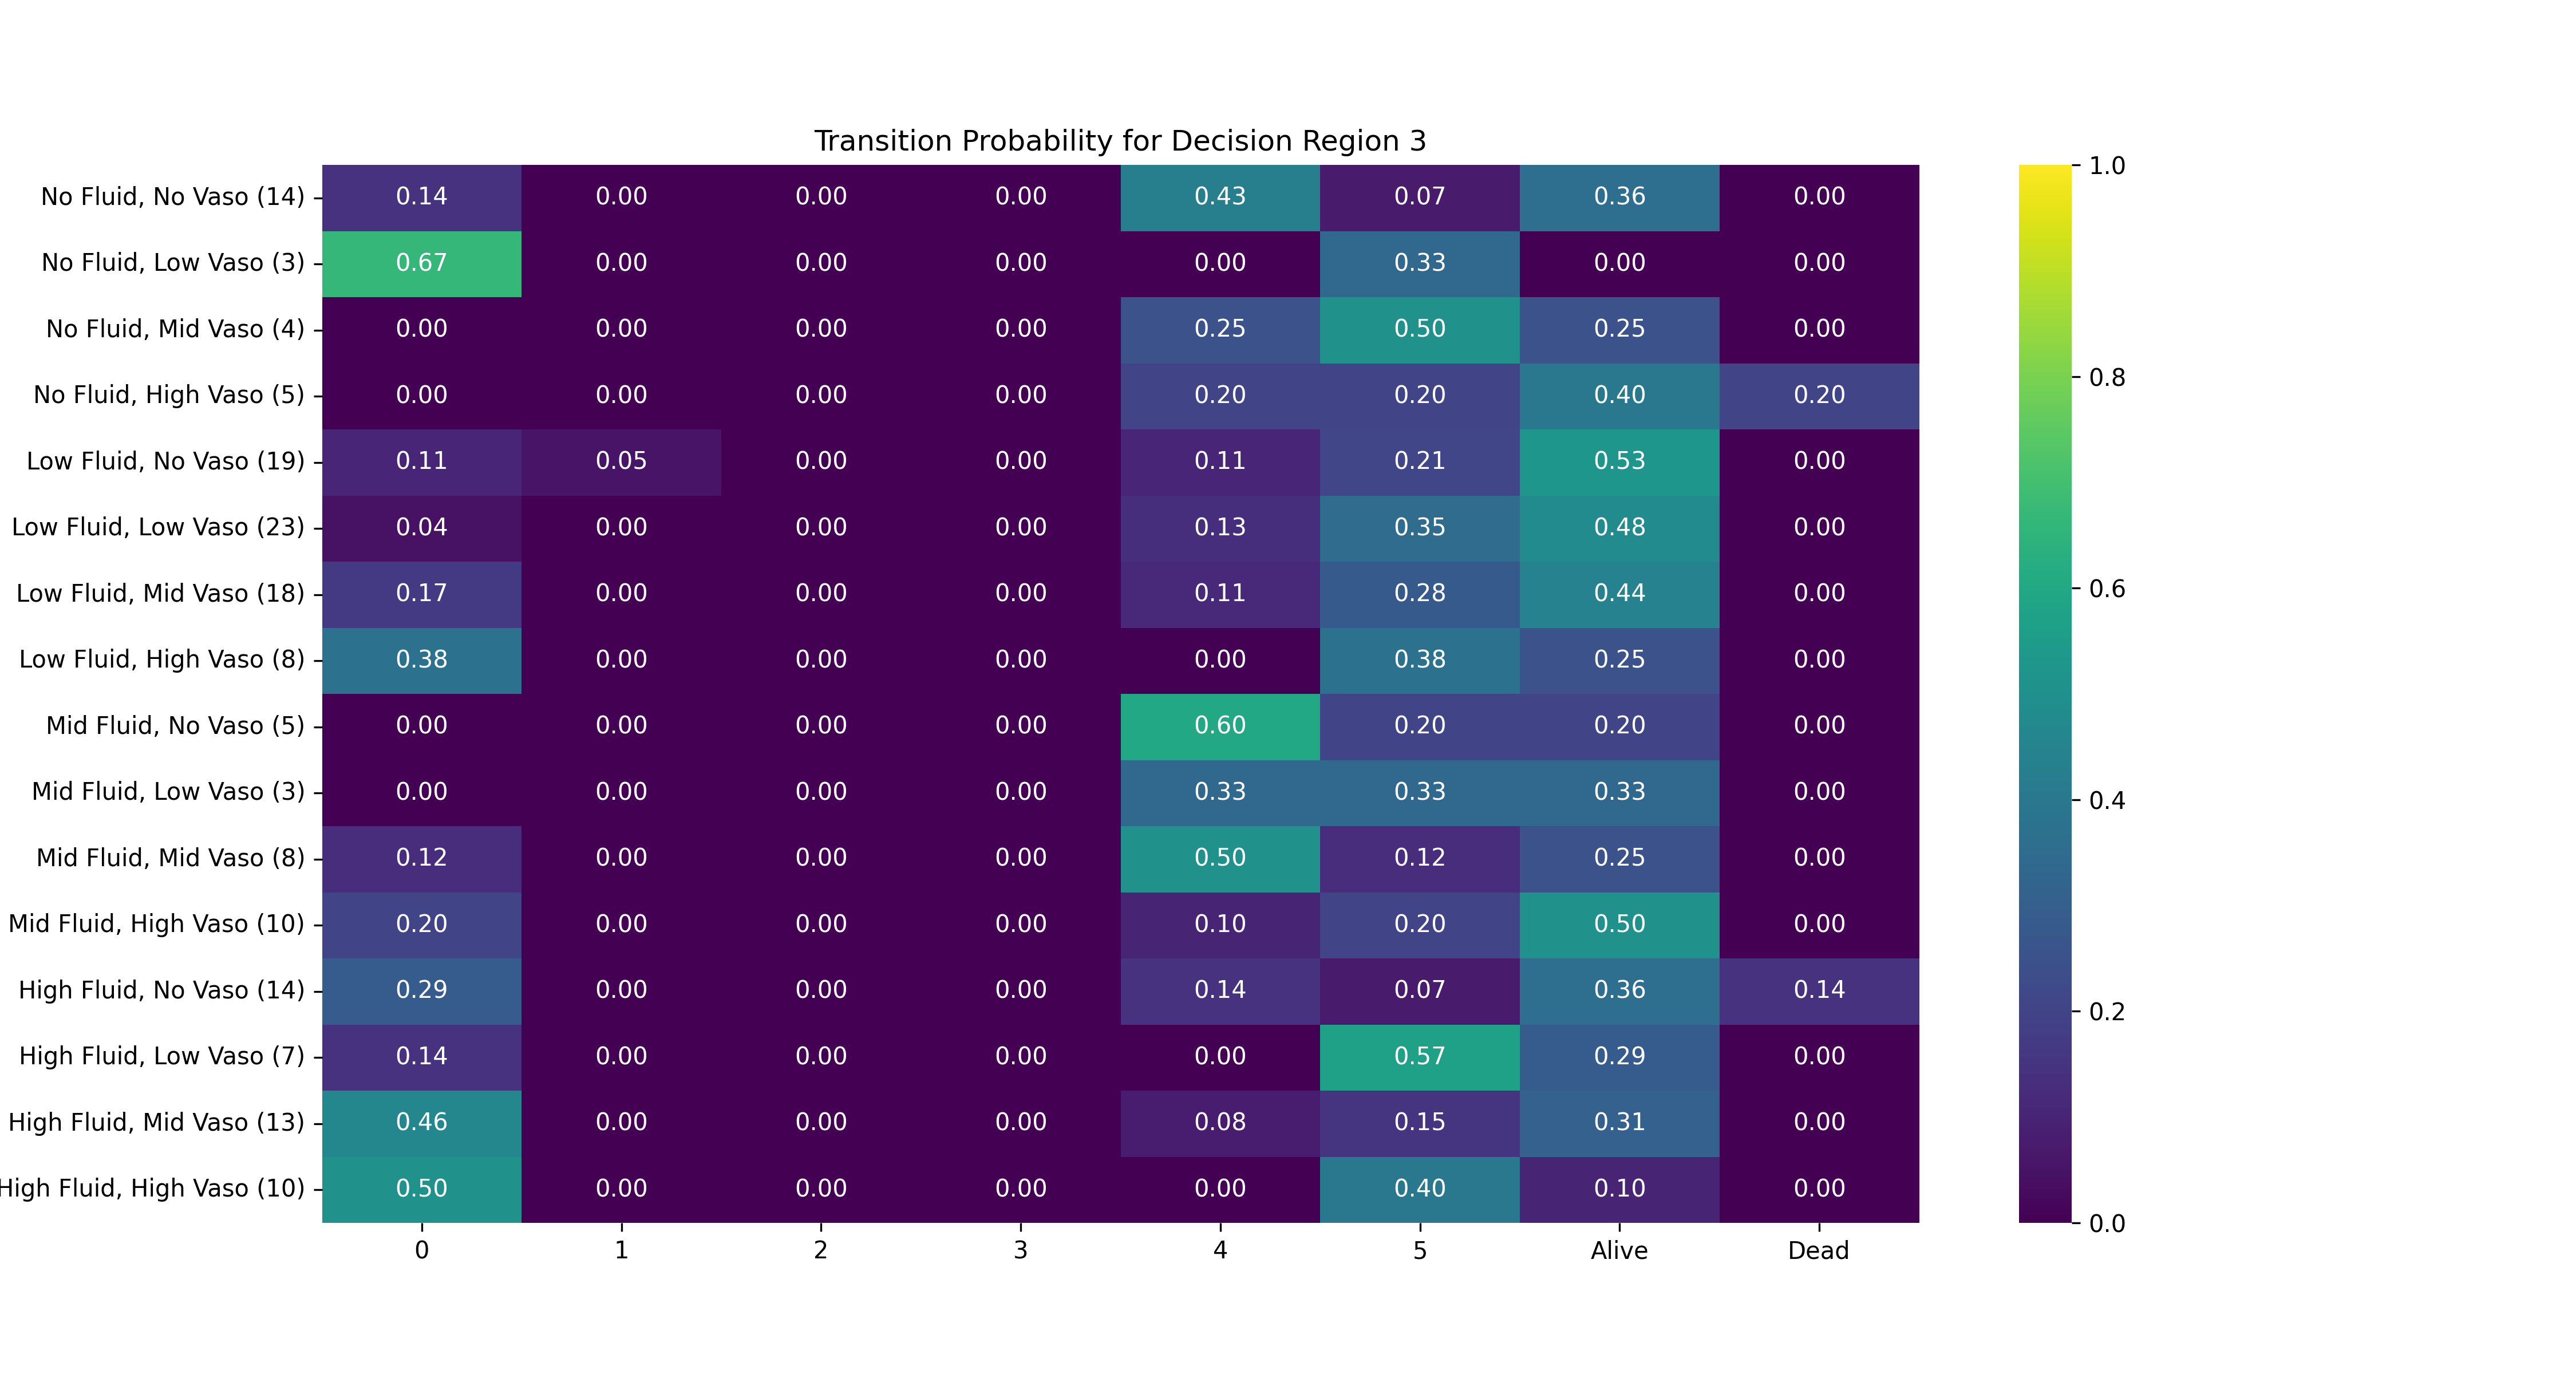 Transition Probability for Decision Region 3
No Fluid, No Vaso (14) 0.14 0.00 0.00 0.00 0.43 0.07 0.36 0.00
No Fluid, Low Vaso (3) 0.67 0.00 0.00 0.00 0.00 0.33 0.00 0.00
No Fluid, Mid Vaso (4) 0.00 0.00 0.00 0.00 0.25 0.50 0.25 0.00
No Fluid, High Vaso (5) 0.00 0.00 0.00 0.00 0.20 0.20 0.40 0.20
Low Fluid, No Vaso (19) 0.11 0.05 0.00 0.00 0.11 0.21 0.53 0.00
Low Fluid, Low Vaso (23) 0.04 0.00 0.00 0.00 0.13 0.35 0.48 0.00
Low Fluid, Mid Vaso (18) 0.17 0.00 0.00 0.00 0.11 0.28 0.44 0.00
Low Fluid, High Vaso (8) 0.38 0.00 0.00 0.00 0.00 0.38 0.25 0.00
Mid Fluid, No Vaso (5) 0.00 0.00 0.00 0.00 0.60 0.20 0.20 0.00
Mid Fluid, Low Vaso (3) 0.00 0.00 0.00 0.00 0.33 0.33 0.33 0.00
Mid Fluid, Mid Vaso (8) 0.12 0.00 0.00 0.00 0.50 0.12 0.25 0.00
Mid Fluid, High Vaso (10) 0.20 0.00 0.00 0.00 0.10 0.20 0.50 0.00
High Fluid, No Vaso (14) 0.29 0.00 0.00 0.00 0.14 0.07 0.36 0.14
High Fluid, Low Vaso (7) 0.14 0.00 0.00 0.00 0.00 0.57 0.29 0.00
High Fluid, Mid Vaso (13) 0.46 0.00 0.00 0.00 0.08 0.15 0.31 0.00
High Fluid, High Vaso (10) 0.50 0.00 0.00 0.00 0.00 0.40 0.10 0.00
0 1 2 3 4 5 Alive Dead
1.0
0.8
0.6
0.4
0.2
0.0